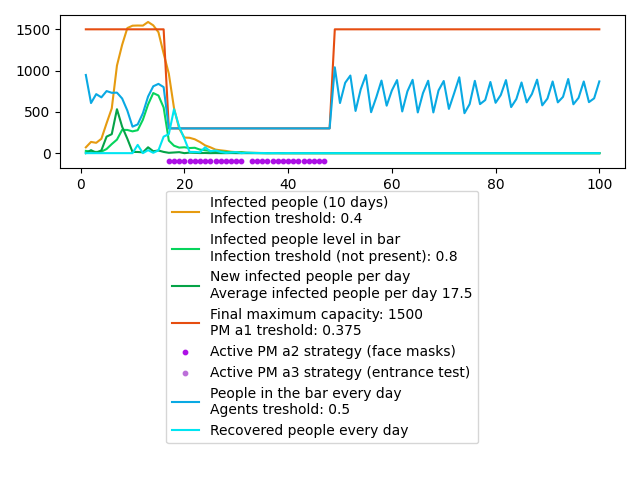 1500
1000
500
0
0
20
40
60
80
100
Infected people (10 days)
Infection treshold: 0.4
Infected people level in bar
Infection treshold (not present): 0.8
New infected people per day
Average infected people per day 17.5
Final maximum capacity: 1500
PM a1 treshold: 0.375
Active PM a2 strategy (face masks)
Active PM a3 strategy (entrance test)
People in the bar every day
Agents treshold: 0.5
Recovered people every day